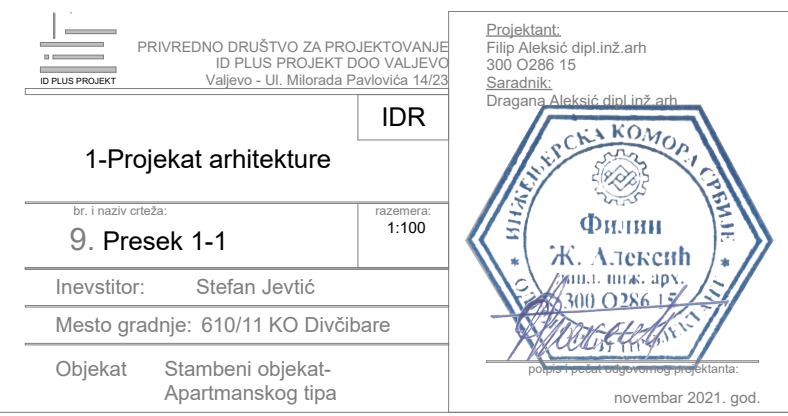 ID PLUS PROJEKT
PRIVREDNO DRUŠTVO ZA PROJEKTOVANJE
ID PLUS PROJEKT DOO VALJEVO
Valjevo - Ul. Milorada Pavlovića 14/23
IDR
1-Projekat arhitekture
br. i naziv crteža:
9. Presek 1-1
razemera:
1:100
Inevstitor: Stefan Jevtić
Mesto gradnje: 610/11 KO Divčibare
Objekat Stambeni objekat-
Apartmanskog tipa
Projektant:
Filip Aleksić dipl.inž.arh
300 O286 15
Saradnik:
Dragana Aleksić dipl.inž.arh
ИНЖЕЊЕРСКА КОМОРА СРБИЈЕ
Филип
Ж. Алексић
дипл. инж. арх.
300 О286 15
potpis i pečat odgovornog projektanta:
novembar 2021. god.